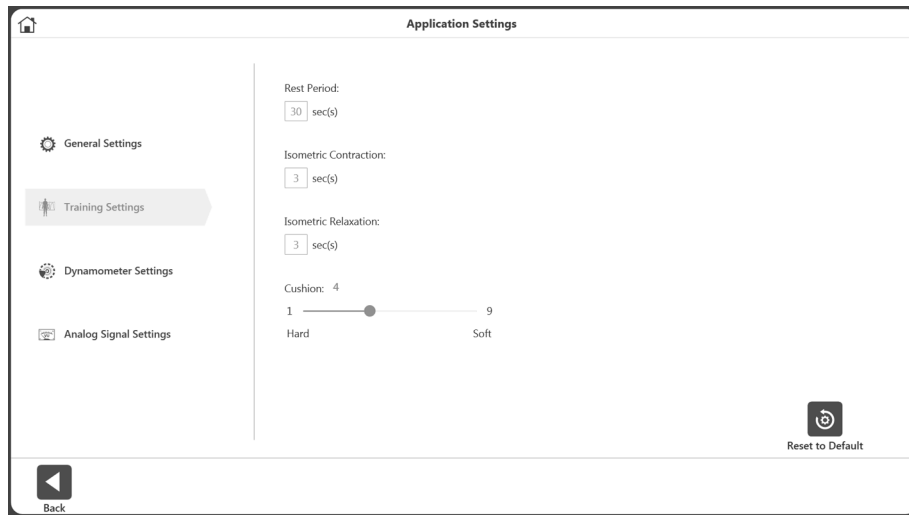 Application Settings
General Settings
Training Settings
Dynamometer Settings
Analog Signal Settings
Rest Period:
30 sec(s)
Isometric Contraction:
3 sec(s)
Isometric Relaxation:
3 sec(s)
Cushion: 4
1 9
Hard Soft
Reset to Default
Back